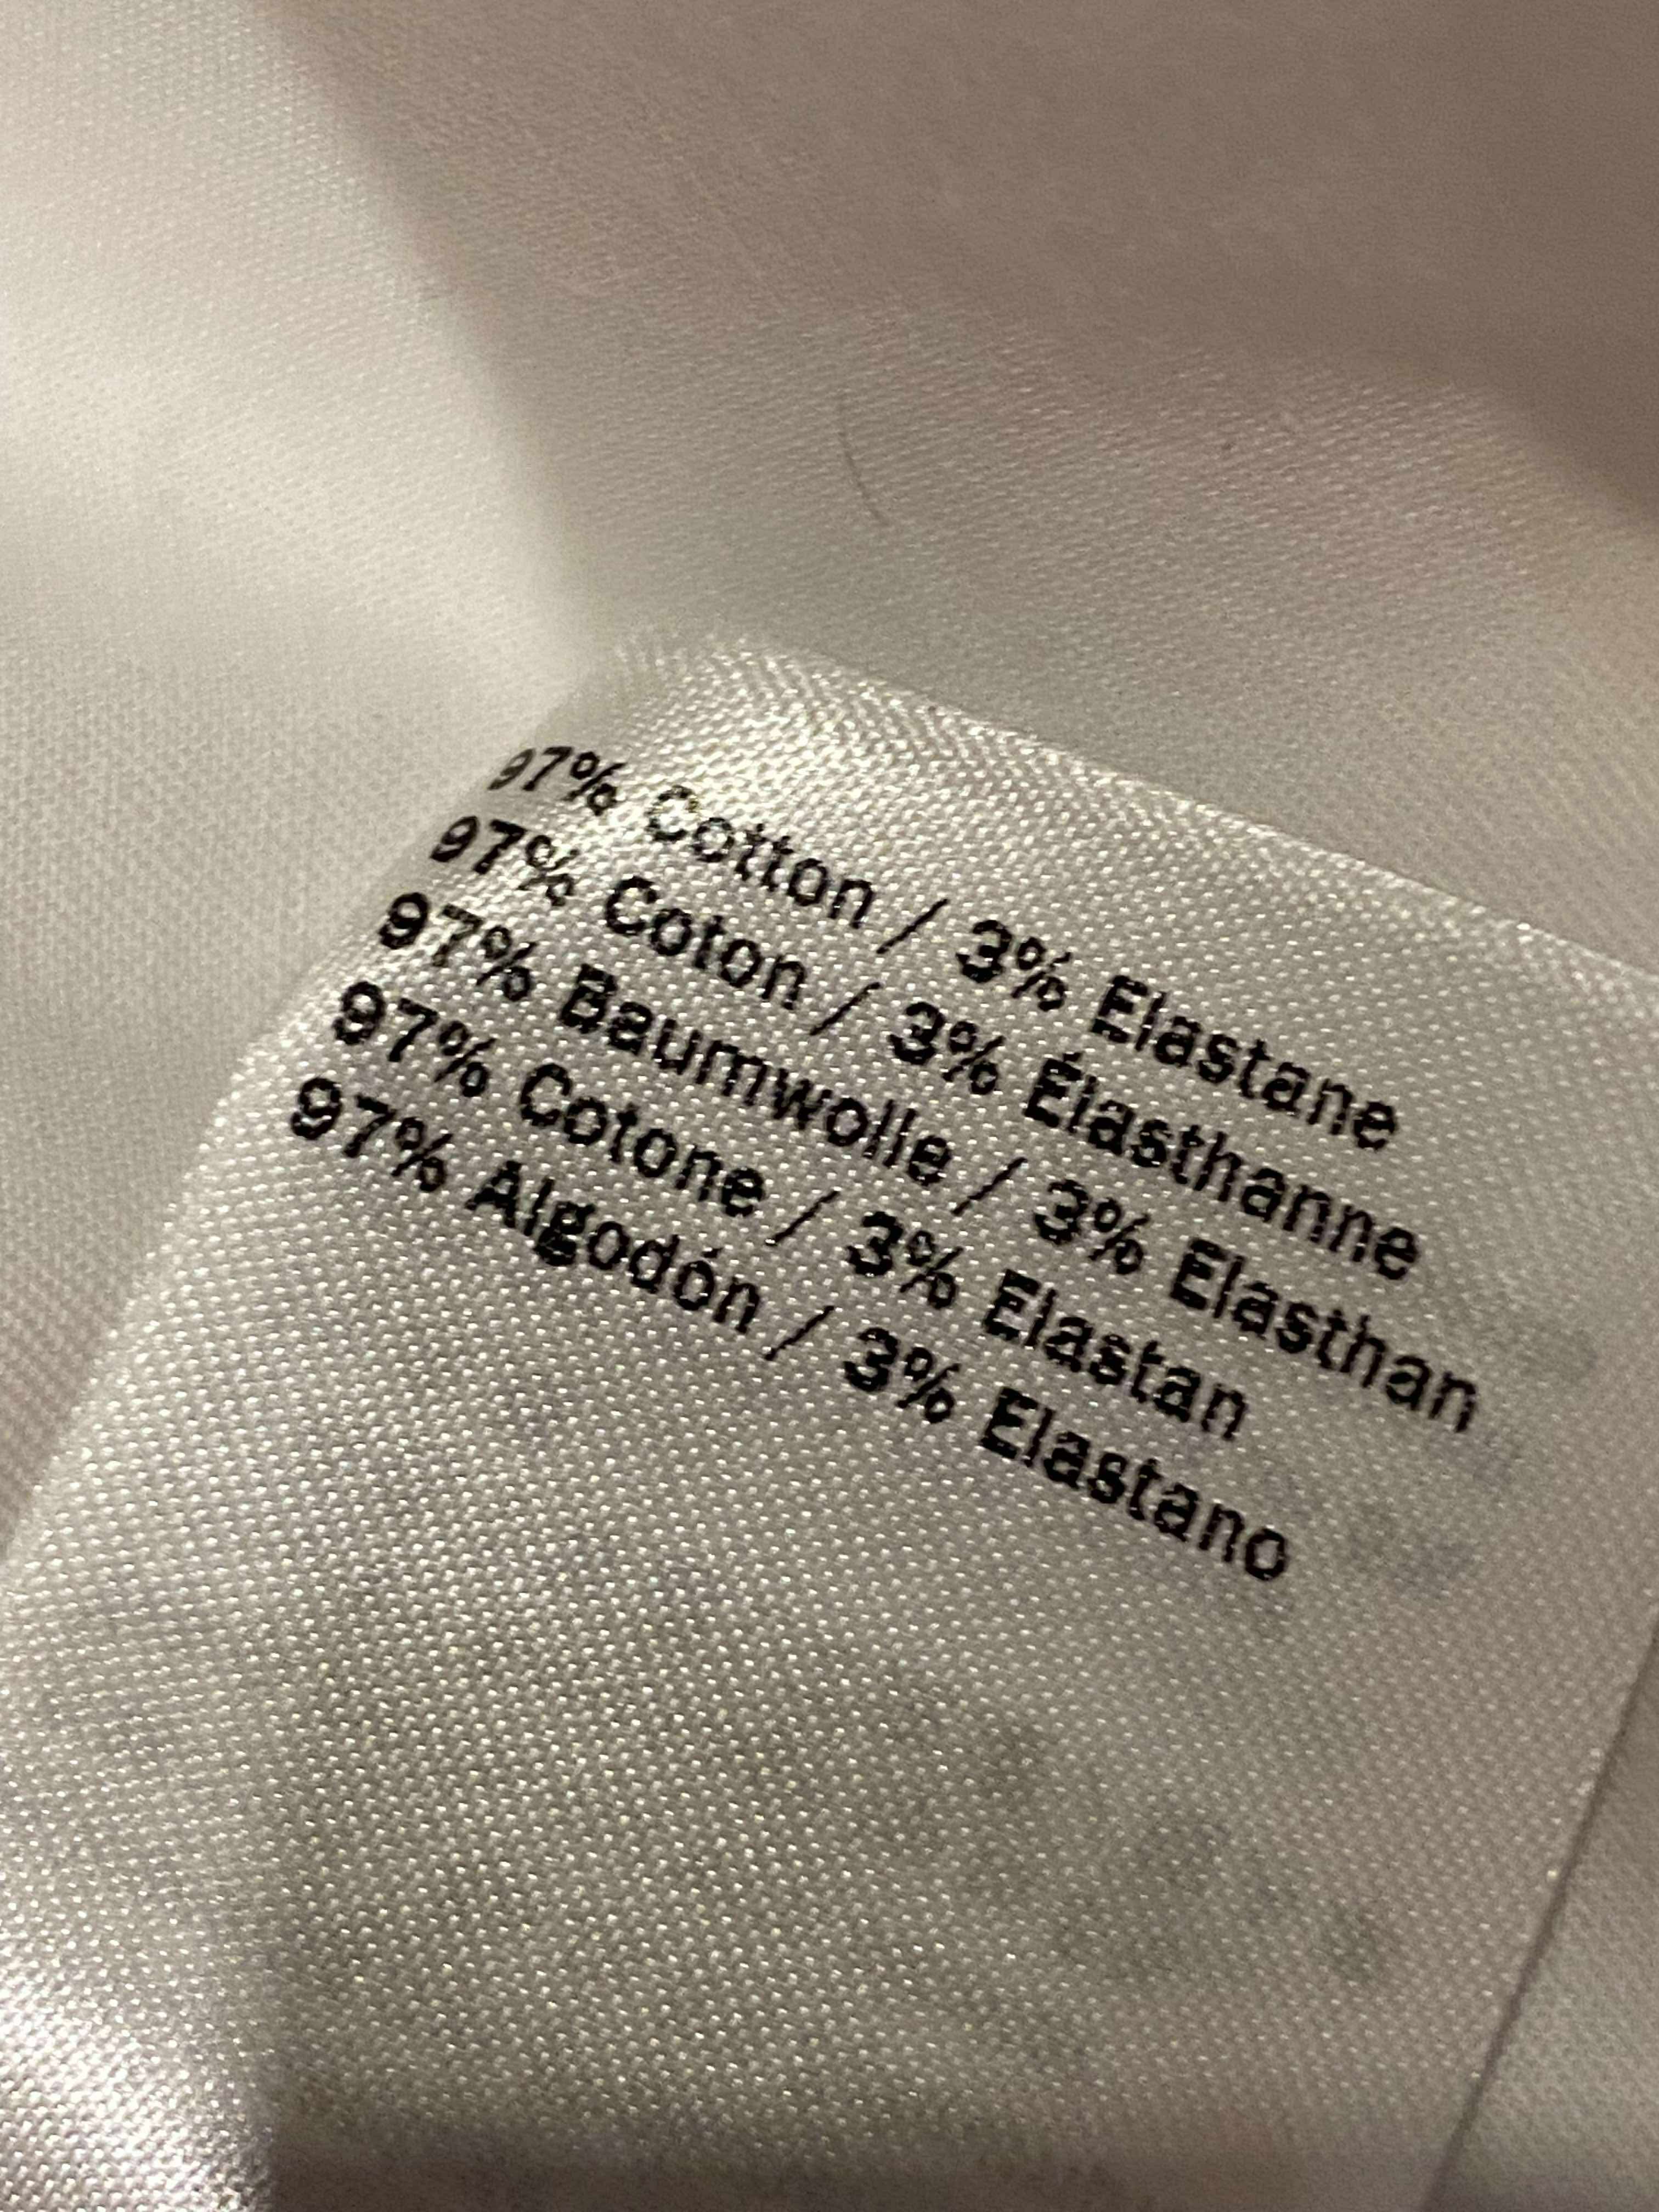 97% Cotton / 3% Elastane
97% Coton / 3% Élasthanne
97% Baumwolle / 3% Elasthan
97% Cotone / 3% Elastan
97% Algodón / 3% Elastano